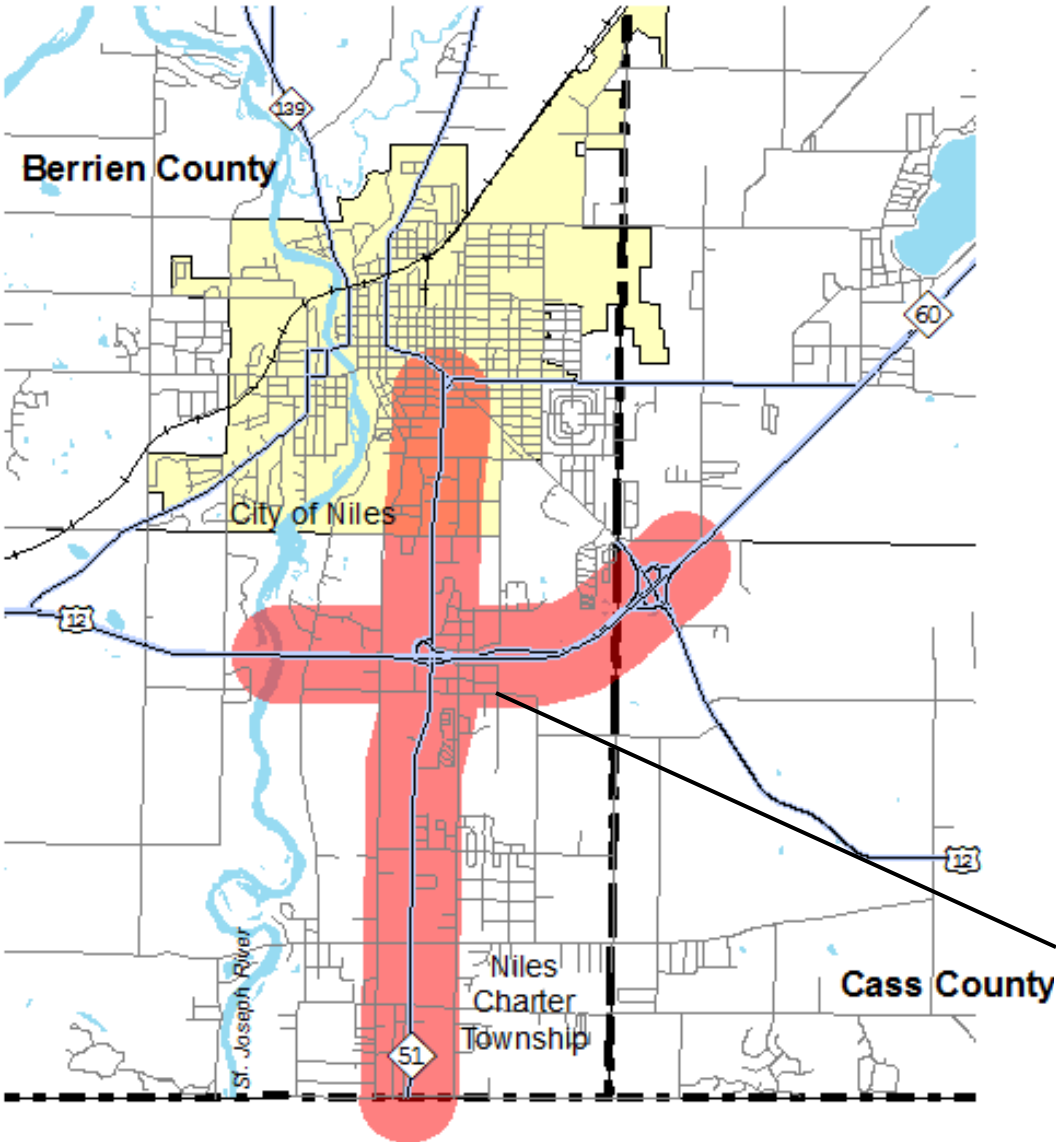 139
Berrien County
60
City of Niles
12
12
St. Joseph River
Niles
Charter
Township
Cass County
51